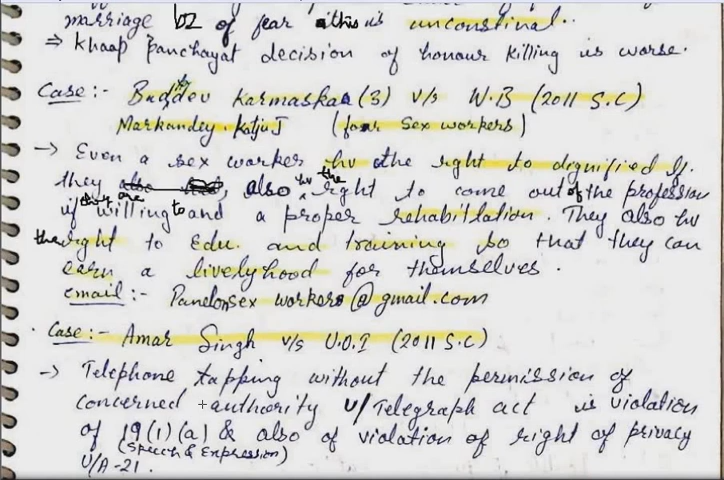 marriage bz of fear this is unconstinal..
⇒ Khaap Panchayat decision of honour killing is worse.
Case:- Buddev Karmaskar (3) v/s W.B (2011 S.C)
Markandey Katju J (for Sex workers)
→ Even a sex worker hv the right to dignified lf.
they also hv the right to come out of the profession
if they are willing to and a proper rehabilitation. They also hv
the right to Edu. and training so that they can
earn a livelyhood for themselves.
email:- Panelonsex workers@gmail.com
Case:- Amar Singh v/s U.O.I (2011 S.C)
→ Telephone tapping without the permission of
concerned authority U/Telegraph act is violation
of 19(1)(a) & also of violation of right of privacy
(Speech & Expression)
U/A-21.